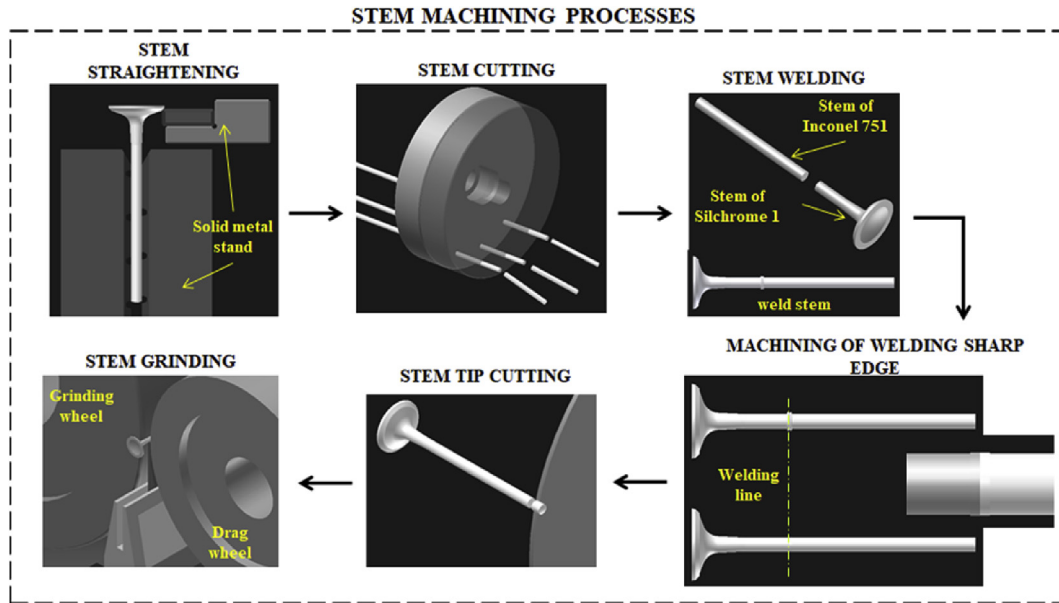 STEM MACHINING PROCESSES
STEM
STRAIGHTENING
Solid metal
stand
STEM CUTTING
STEM WELDING
Stem of
Inconel 751
Stem of
Silchrome 1
weld stem
MACHINING OF WELDING SHARP
EDGE
Welding
line
STEM TIP CUTTING
STEM GRINDING
Grinding
wheel
Drag
wheel